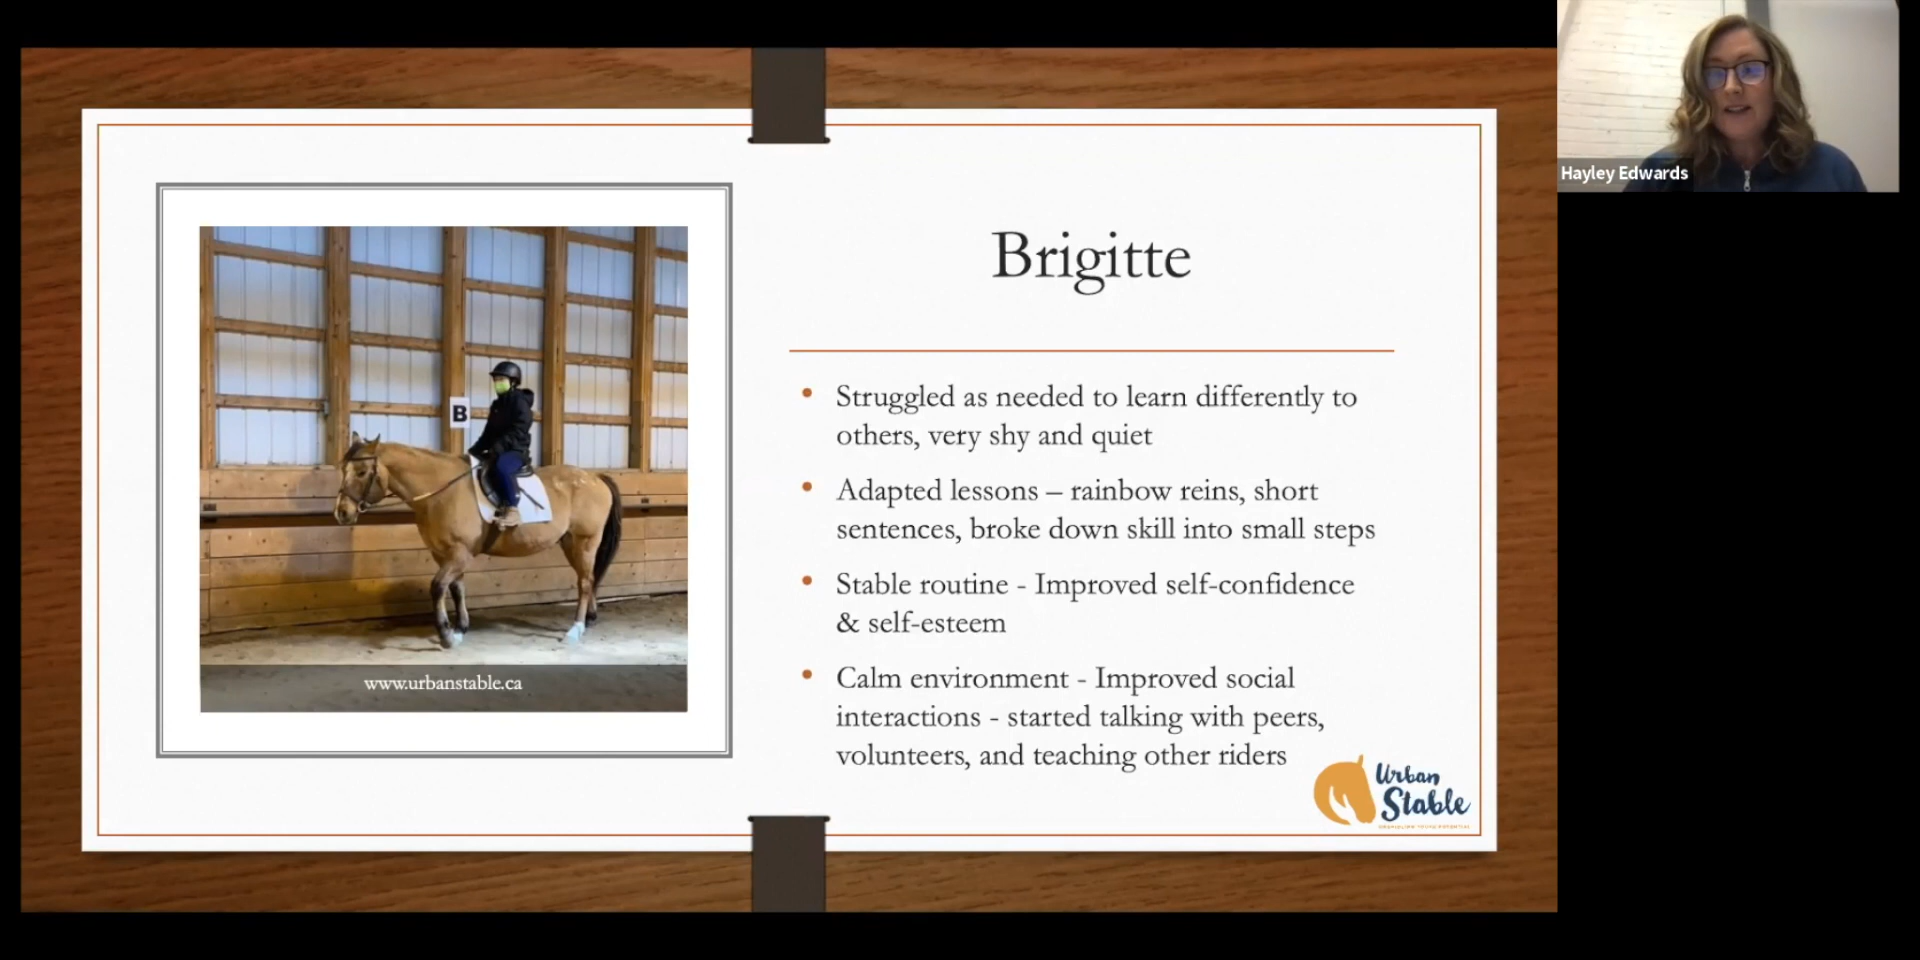 Hayley Edwards
Brigitte
• Struggled as needed to learn differently to
others, very shy and quiet
• Adapted lessons – rainbow reins, short
sentences, broke down skill into small steps
• Stable routine - Improved self-confidence
& self-esteem
• Calm environment - Improved social
interactions - started talking with peers,
volunteers, and teaching other riders
B
www.urbanstable.ca
Urban
Stable